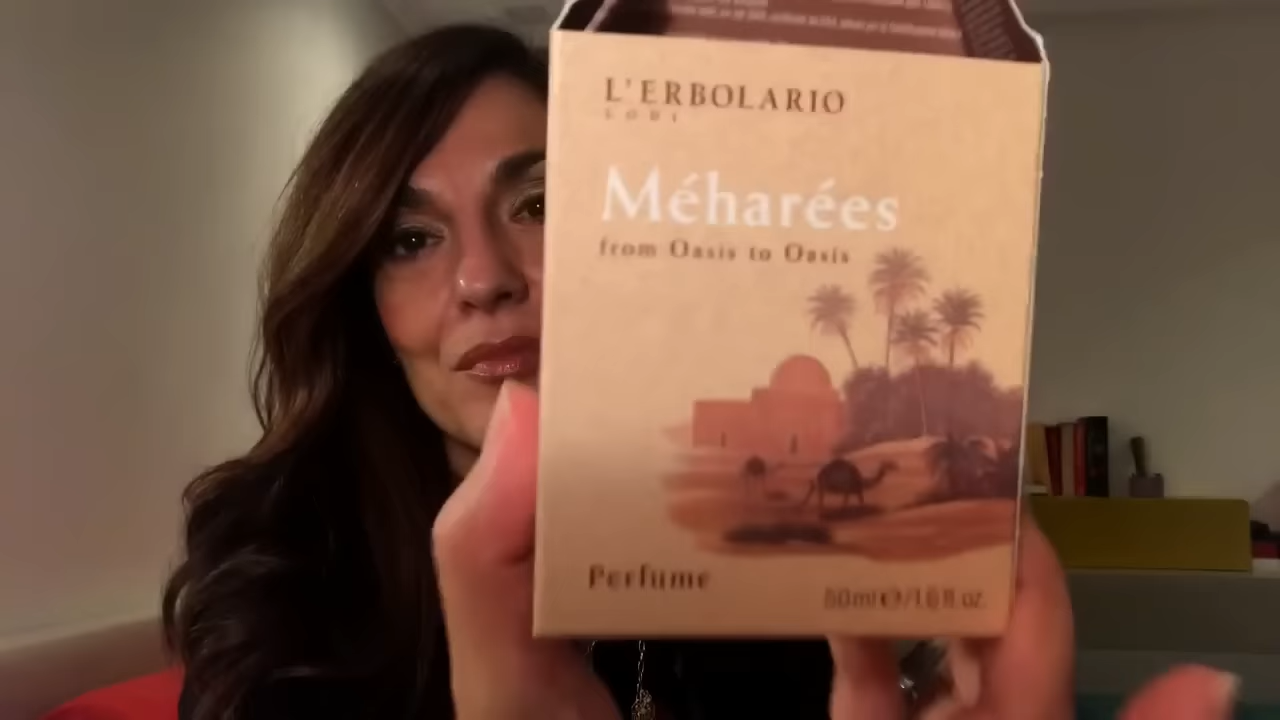 L'ERBOLARIO
LODI
Méharées
from Oasis to Oasis
Perfume
50ml e/1.6 fl.oz.